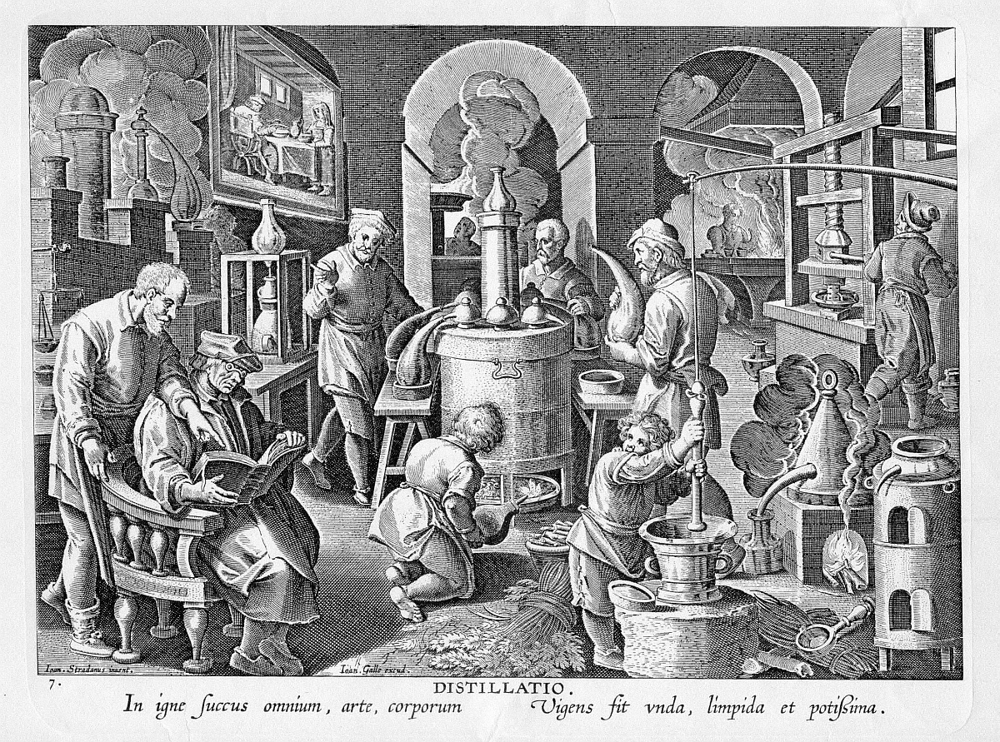 Ioan. Stradanus invent.
Ioan. Galle excud.
7.
DISTILLATIO.
In igne ſuccus omnium, arte, corporum Vigens fit vnda, limpida et potiſsima.